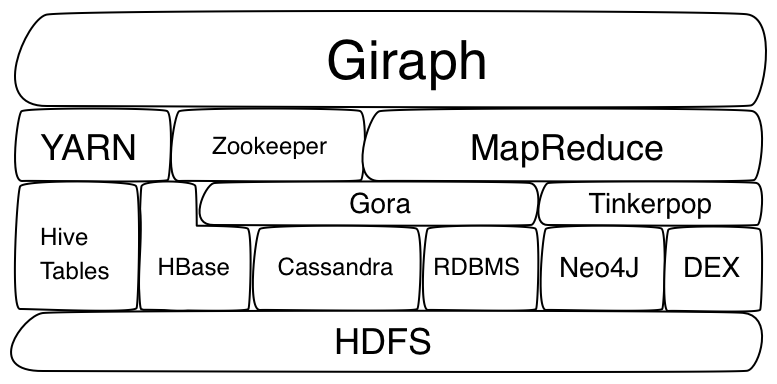 Giraph
YARN
Zookeeper
MapReduce
Gora
Tinkerpop
Hive
Tables
HBase
Cassandra
RDBMS
Neo4J
DEX
HDFS